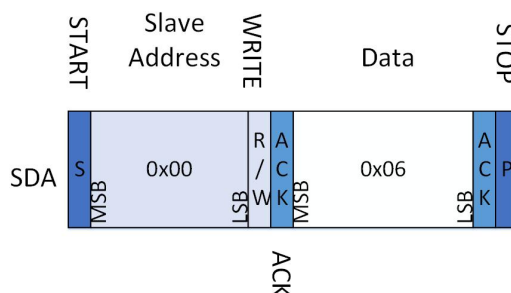 START
Slave
Address
WRITE
Data
STOP
SDA
S
MSB
0x00
LSB
R
/
W
A
C
K
MSB
0x06
LSB
A
C
K
P
ACK